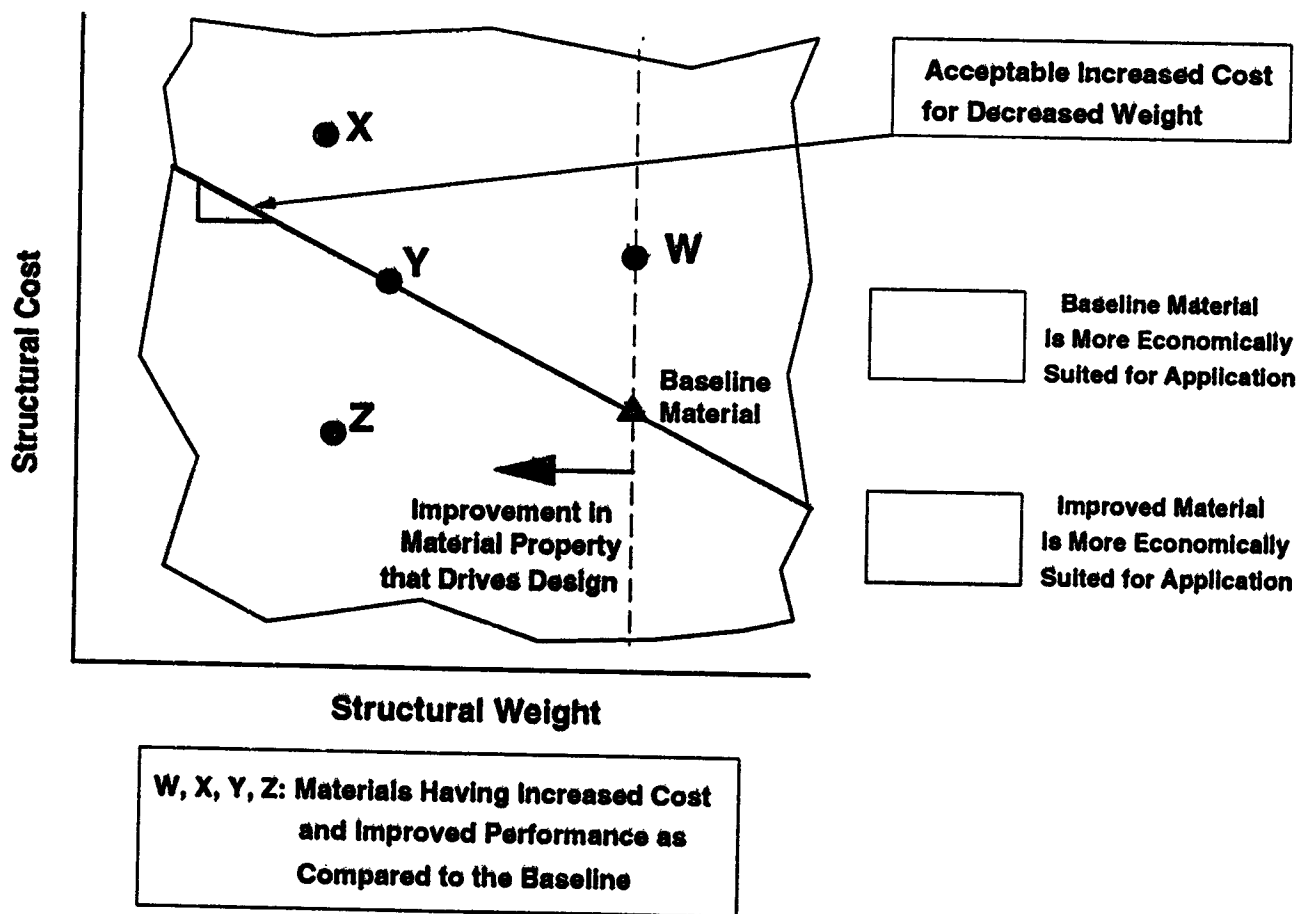 Acceptable Increased Cost
for Decreased Weight
X
Y
W
Z
Structural Cost
Baseline
Material
Baseline Material
is More Economically
Suited for Application
Improvement in
Material Property
that Drives Design
Improved Material
is More Economically
Suited for Application
Structural Weight
W, X, Y, Z: Materials Having Increased Cost
and Improved Performance as
Compared to the Baseline